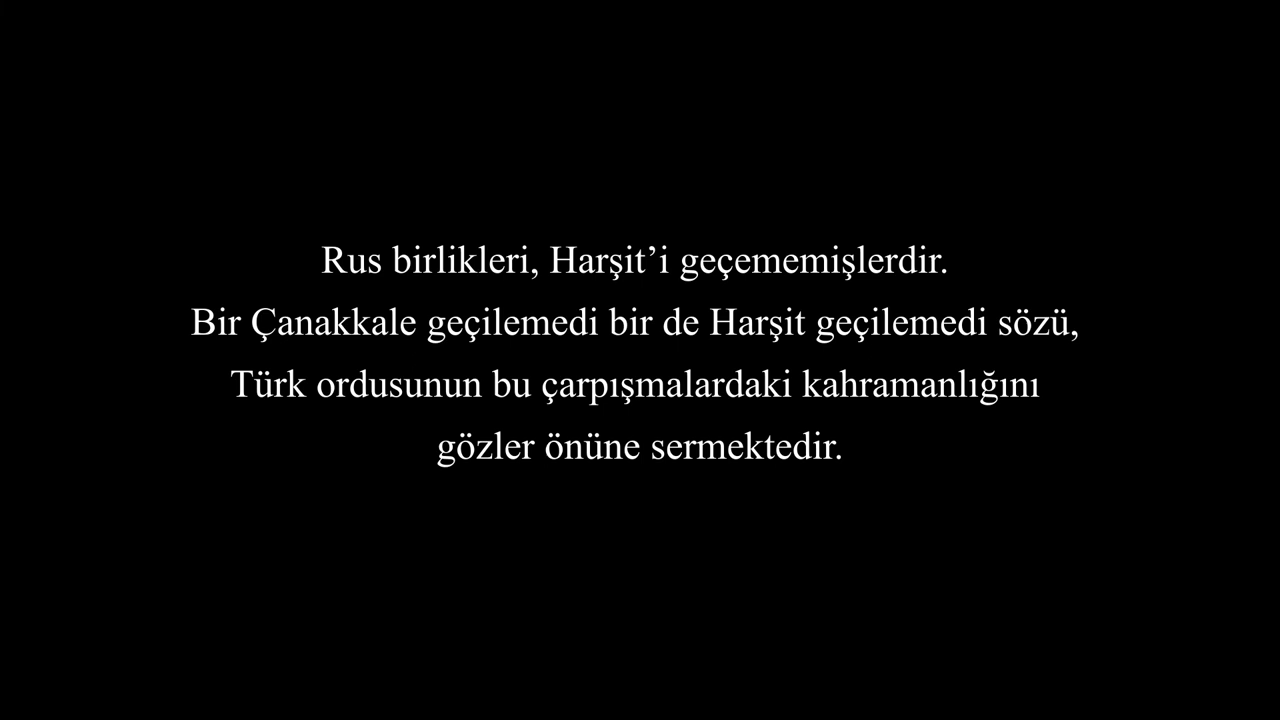 Rus birlikleri, Harşit’i geçememişlerdir.
Bir Çanakkale geçilemedi bir de Harşit geçilemedi sözü,
Türk ordusunun bu çarpışmalardaki kahramanlığını
gözler önüne sermektedir.